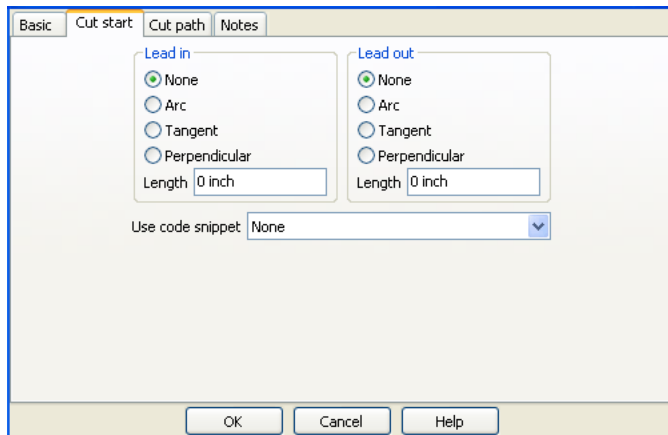 Basic Cut start Cut path Notes
Lead in Lead out
None None
Arc Arc
Tangent Tangent
Perpendicular Perpendicular
Length 0 inch Length 0 inch
Use code snippet None
OK Cancel Help